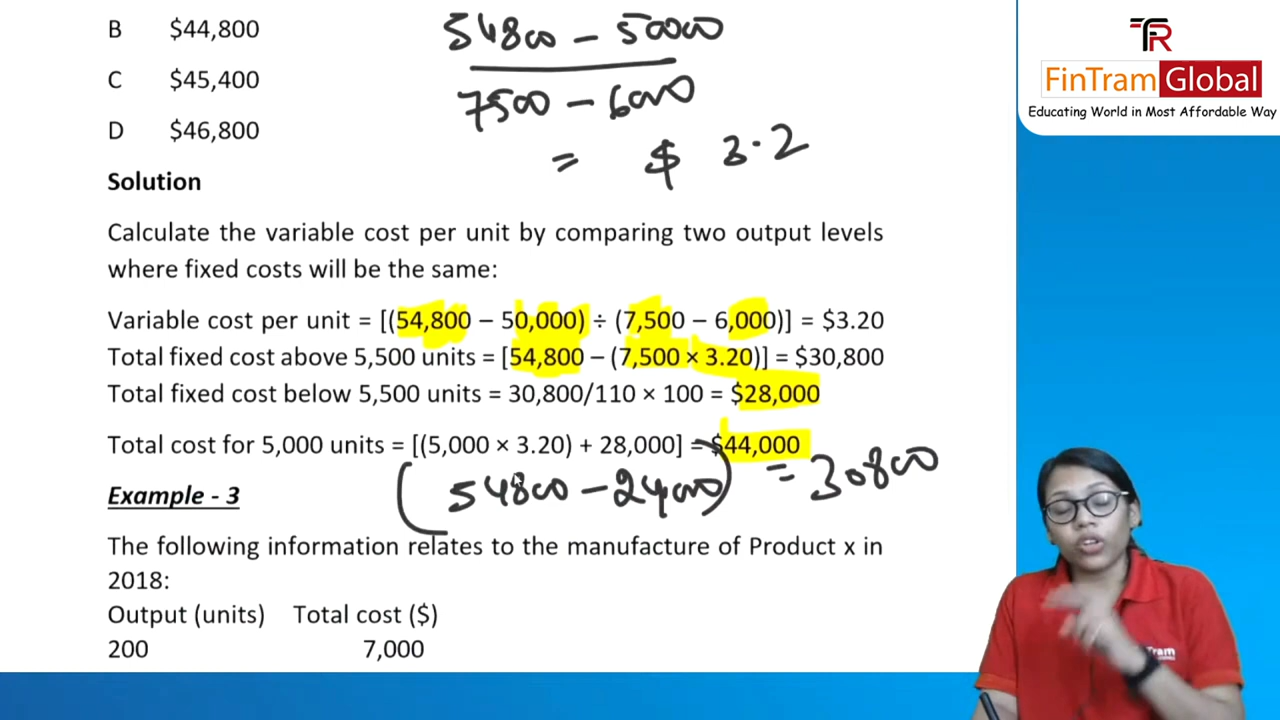 B $44,800
54800 - 50000
C $45,400
7500 - 6000
D $46,800
= $ 3.2
TR
FinTram Global
Educating World in Most Affordable Way
Solution
Calculate the variable cost per unit by comparing two output levels
where fixed costs will be the same:
Variable cost per unit = [(54,800 – 50,000) ÷ (7,500 – 6,000)] = $3.20
Total fixed cost above 5,500 units = [54,800 – (7,500 × 3.20)] = $30,800
Total fixed cost below 5,500 units = 30,800/110 × 100 = $28,000
Total cost for 5,000 units = [(5,000 × 3.20) + 28,000] = $44,000
(54800 - 24000) = 30800
Example - 3
The following information relates to the manufacture of Product x in
2018:
Output (units) Total cost ($)
200 7,000